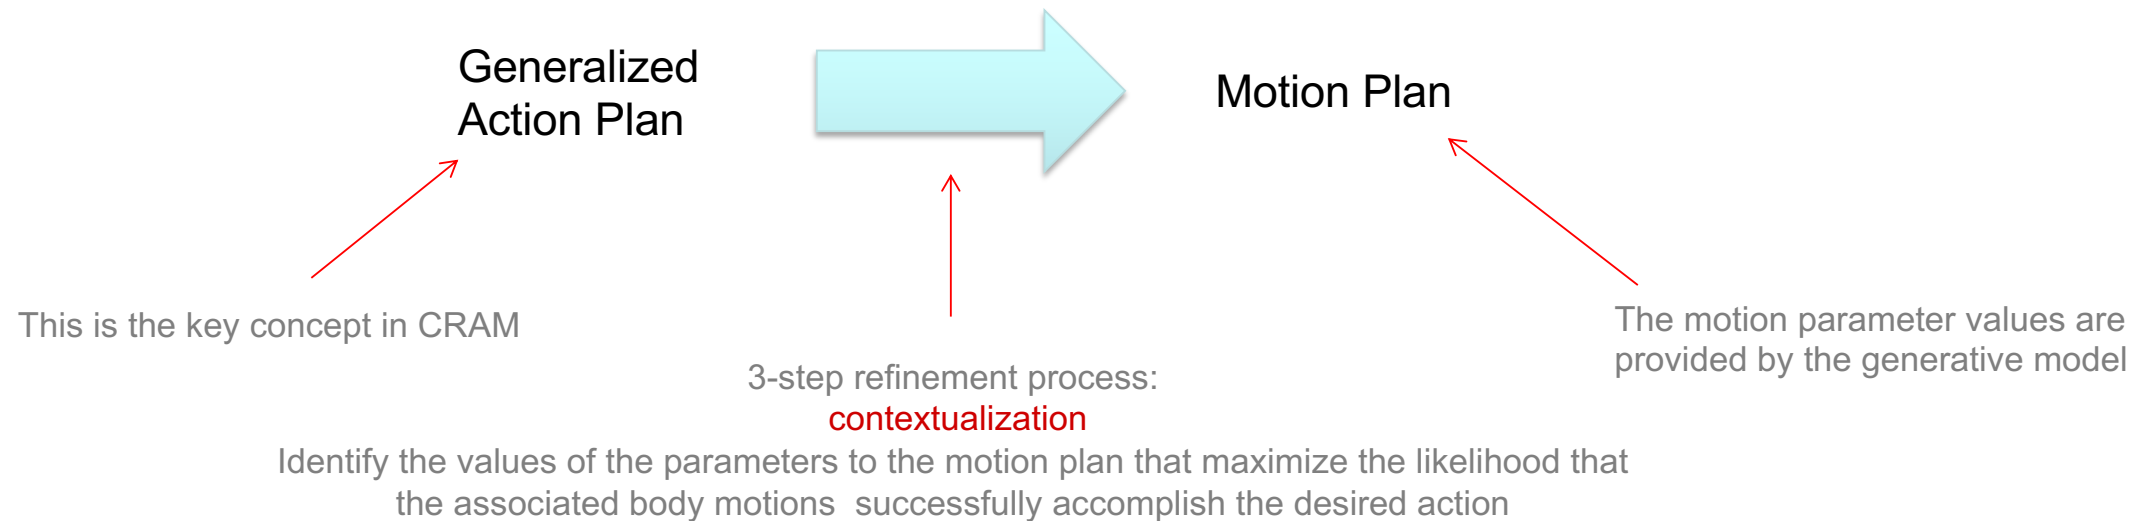 Generalized
Action Plan
Motion Plan
This is the key concept in CRAM
3-step refinement process:
contextualization
Identify the values of the parameters to the motion plan that maximize the likelihood that
the associated body motions  successfully accomplish the desired action
The motion parameter values are
provided by the generative model